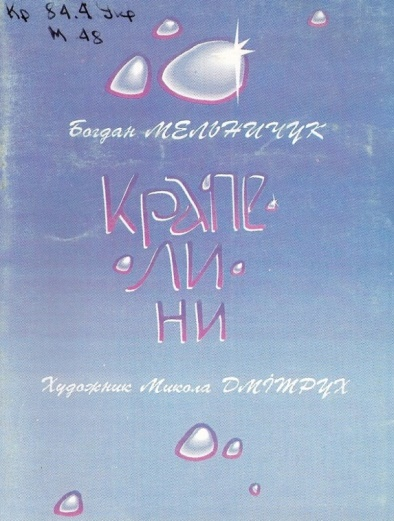 Кр 84.4 Укр
М 48
Богдан МЕЛЬНИЧУК
КРАПЕ-
ЛИ-
НИ
Художник Микола ДМІТРУХ